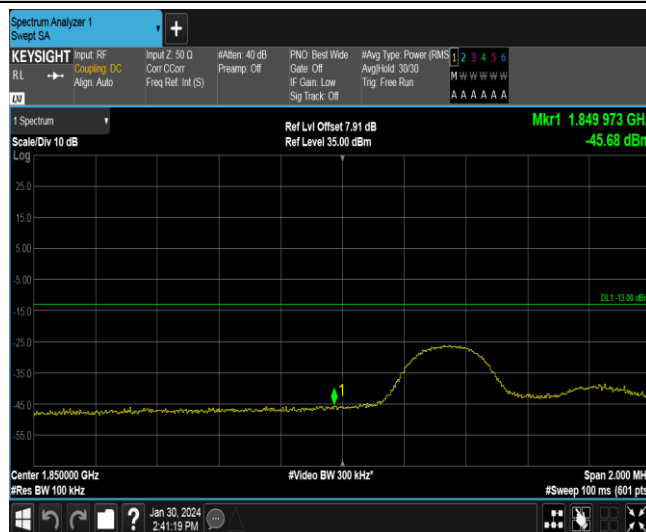 Spectrum Analyzer 1
Swept SA
+
KEYSIGHT
RL
LXI
Input: RF
Coupling: DC
Align: Auto
Input Z: 50 Ω
Corr CCorr
Freq Ref: Int (S)
#Atten: 40 dB
Preamp: Off
PNO: Best Wide
Gate: Off
IF Gain: Low
Sig Track: Off
#Avg Type: Power (RMS
Avg|Hold: 30/30
Trig: Free Run
1 2 3 4 5 6
M W W W W W
A A A A A A
1 Spectrum
Scale/Div 10 dB
Log
Ref Lvl Offset 7.91 dB
Ref Level 35.00 dBm
Mkr1 1.849 973 GHz
-45.68 dBm
25.0
15.0
5.00
-5.00
DL1 -13.00 dBm
-15.0
-25.0
-35.0
1
-45.0
-55.0
Center 1.850000 GHz
#Res BW 100 kHz
#Video BW 300 kHz*
Span 2.000 MH
#Sweep 100 ms (601 pts
?
Jan 30, 2024
2:41:19 PM